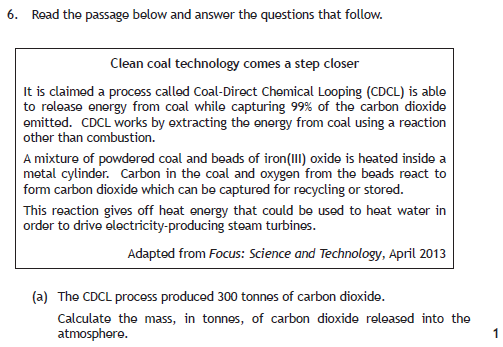 6. Read the passage below and answer the questions that follow.
Clean coal technology comes a step closer
It is claimed a process called Coal-Direct Chemical Looping (CDCL) is able
to release energy from coal while capturing 99% of the carbon dioxide
emitted. CDCL works by extracting the energy from coal using a reaction
other than combustion.
A mixture of powdered coal and beads of iron(III) oxide is heated inside a
metal cylinder. Carbon in the coal and oxygen from the beads react to
form carbon dioxide which can be captured for recycling or stored.
This reaction gives off heat energy that could be used to heat water in
order to drive electricity-producing steam turbines.
Adapted from Focus: Science and Technology, April 2013
(a) The CDCL process produced 300 tonnes of carbon dioxide.
Calculate the mass, in tonnes, of carbon dioxide released into the
atmosphere. 1